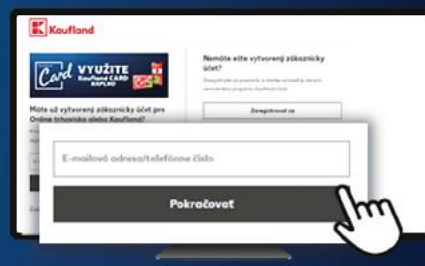 Kaufland
Card VYUŽITE
Kaufland CARD
NAPLNO
Nemáte ešte vytvorený zákaznícky
účet?
Zaregistrovať sa
Máte už vytvorený zákaznícky účet pre
Online trhovisko alebo Kaufland?
E-mailová adresa/telefónne číslo
Pokračovať